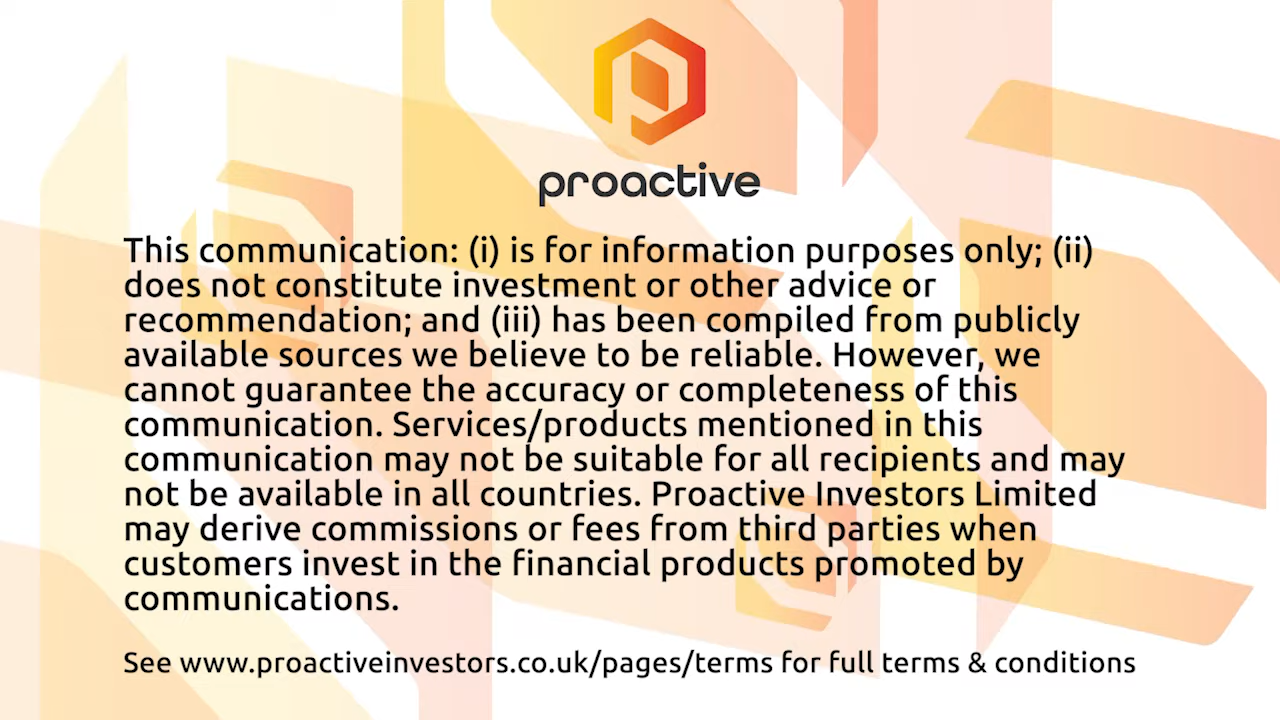 proactive
This communication: (i) is for information purposes only; (ii)
does not constitute investment or other advice or
recommendation; and (iii) has been compiled from publicly
available sources we believe to be reliable. However, we
cannot guarantee the accuracy or completeness of this
communication. Services/products mentioned in this
communication may not be suitable for all recipients and may
not be available in all countries. Proactive Investors Limited
may derive commissions or fees from third parties when
customers invest in the financial products promoted by
communications.
See www.proactiveinvestors.co.uk/pages/terms for full terms & conditions